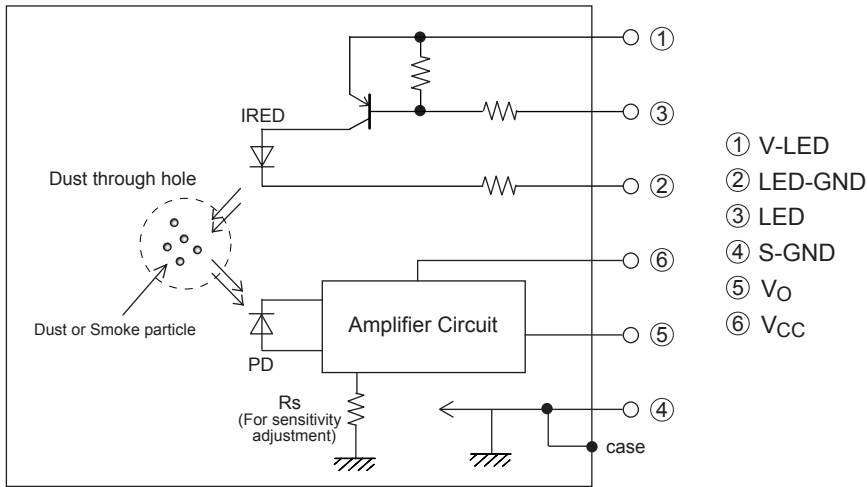 ①
IRED
③
Dust through hole
②
⑥
Dust or Smoke particle
Amplifier Circuit
PD
⑤
Rs
(For sensitivity
adjustment)
④
case
① V-LED
② LED-GND
③ LED
④ S-GND
⑤ VO
⑥ VCC